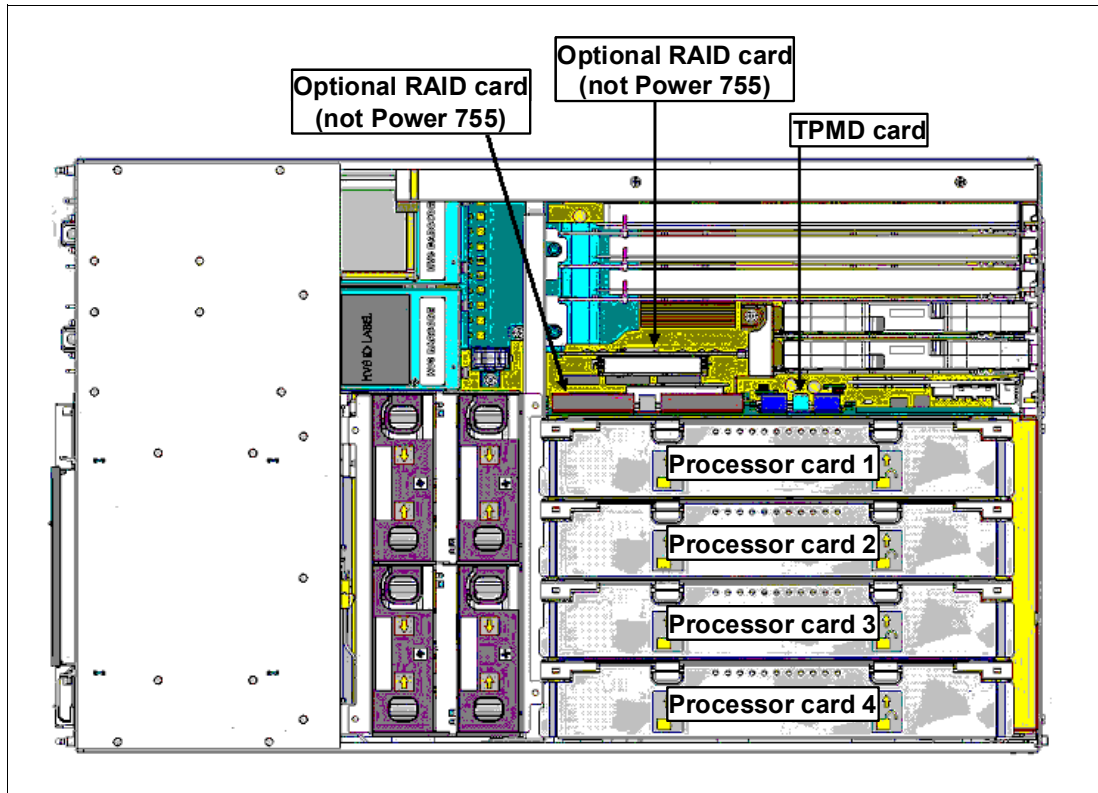 Optional RAID card
(not Power 755)
Optional RAID card
(not Power 755)
TPMD card
Processor card 1
Processor card 2
Processor card 3
Processor card 4